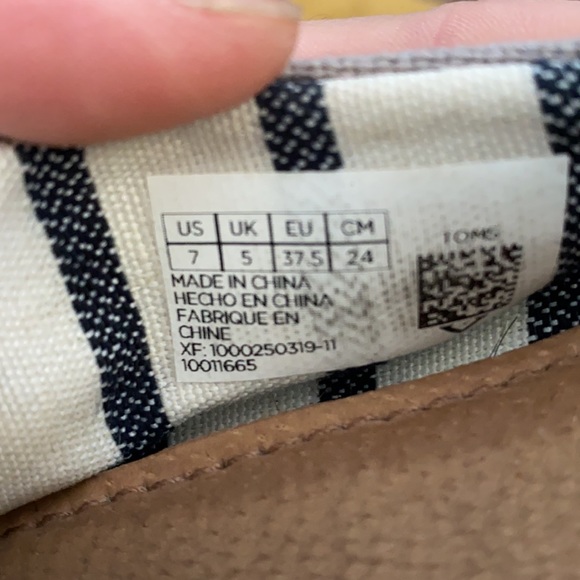 US UK EU CM
7 5 37.5 24
TOMS
MADE IN CHINA
HECHO EN CHINA
FABRIQUE EN
CHINE
XF: 1000250319-11
10011665